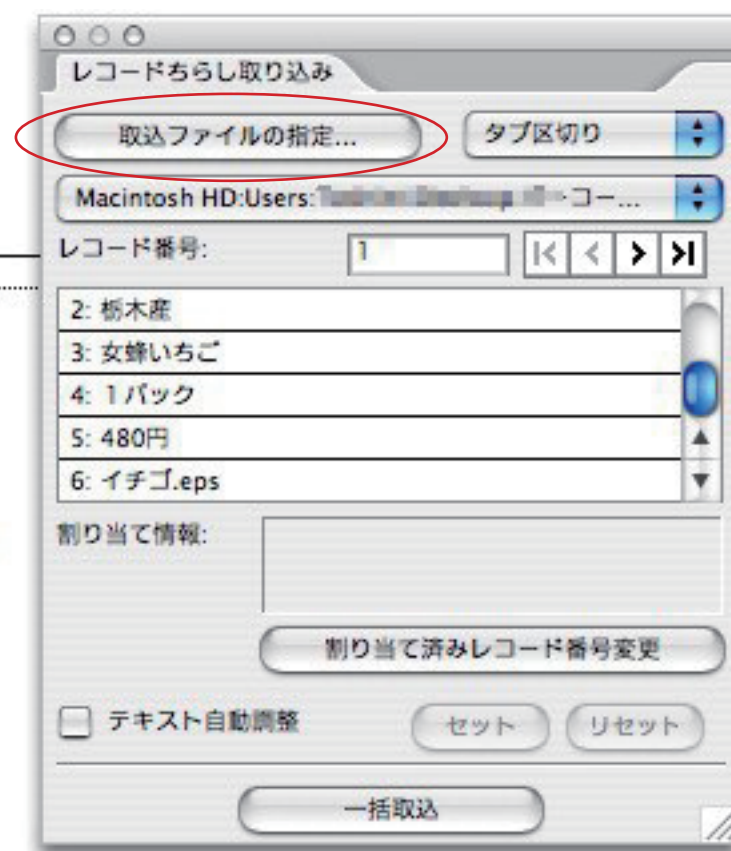 レコードちらし取り込み
取込ファイルの指定... タブ区切り
Macintosh HD:Users:
レコード番号: 1
2: 栃木産
3: 女蜂いちご
4: 1パック
5: 480円
6: イチゴ.eps
割り当て情報:
割り当て済みレコード番号変更
テキスト自動調整 セット リセット
一括取込